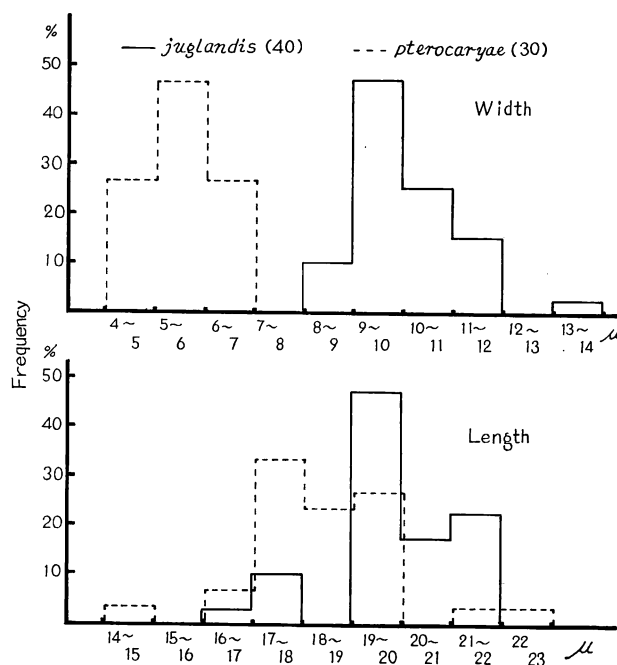 %
juglandis (40) pterocaryae (30)
50
Width
40
30
20
10
4~ 5~ 6~ 7~ 8~ 9~ 10~ 11~ 12~ 13~ μ
5 6 7 8 9 10 11 12 13 14
Frequency
%
50
Length
40
30
20
10
14~ 15~ 16~ 17~ 18~ 19~ 20~ 21~ 22 μ
15 16 17 18 19 20 21 22 23